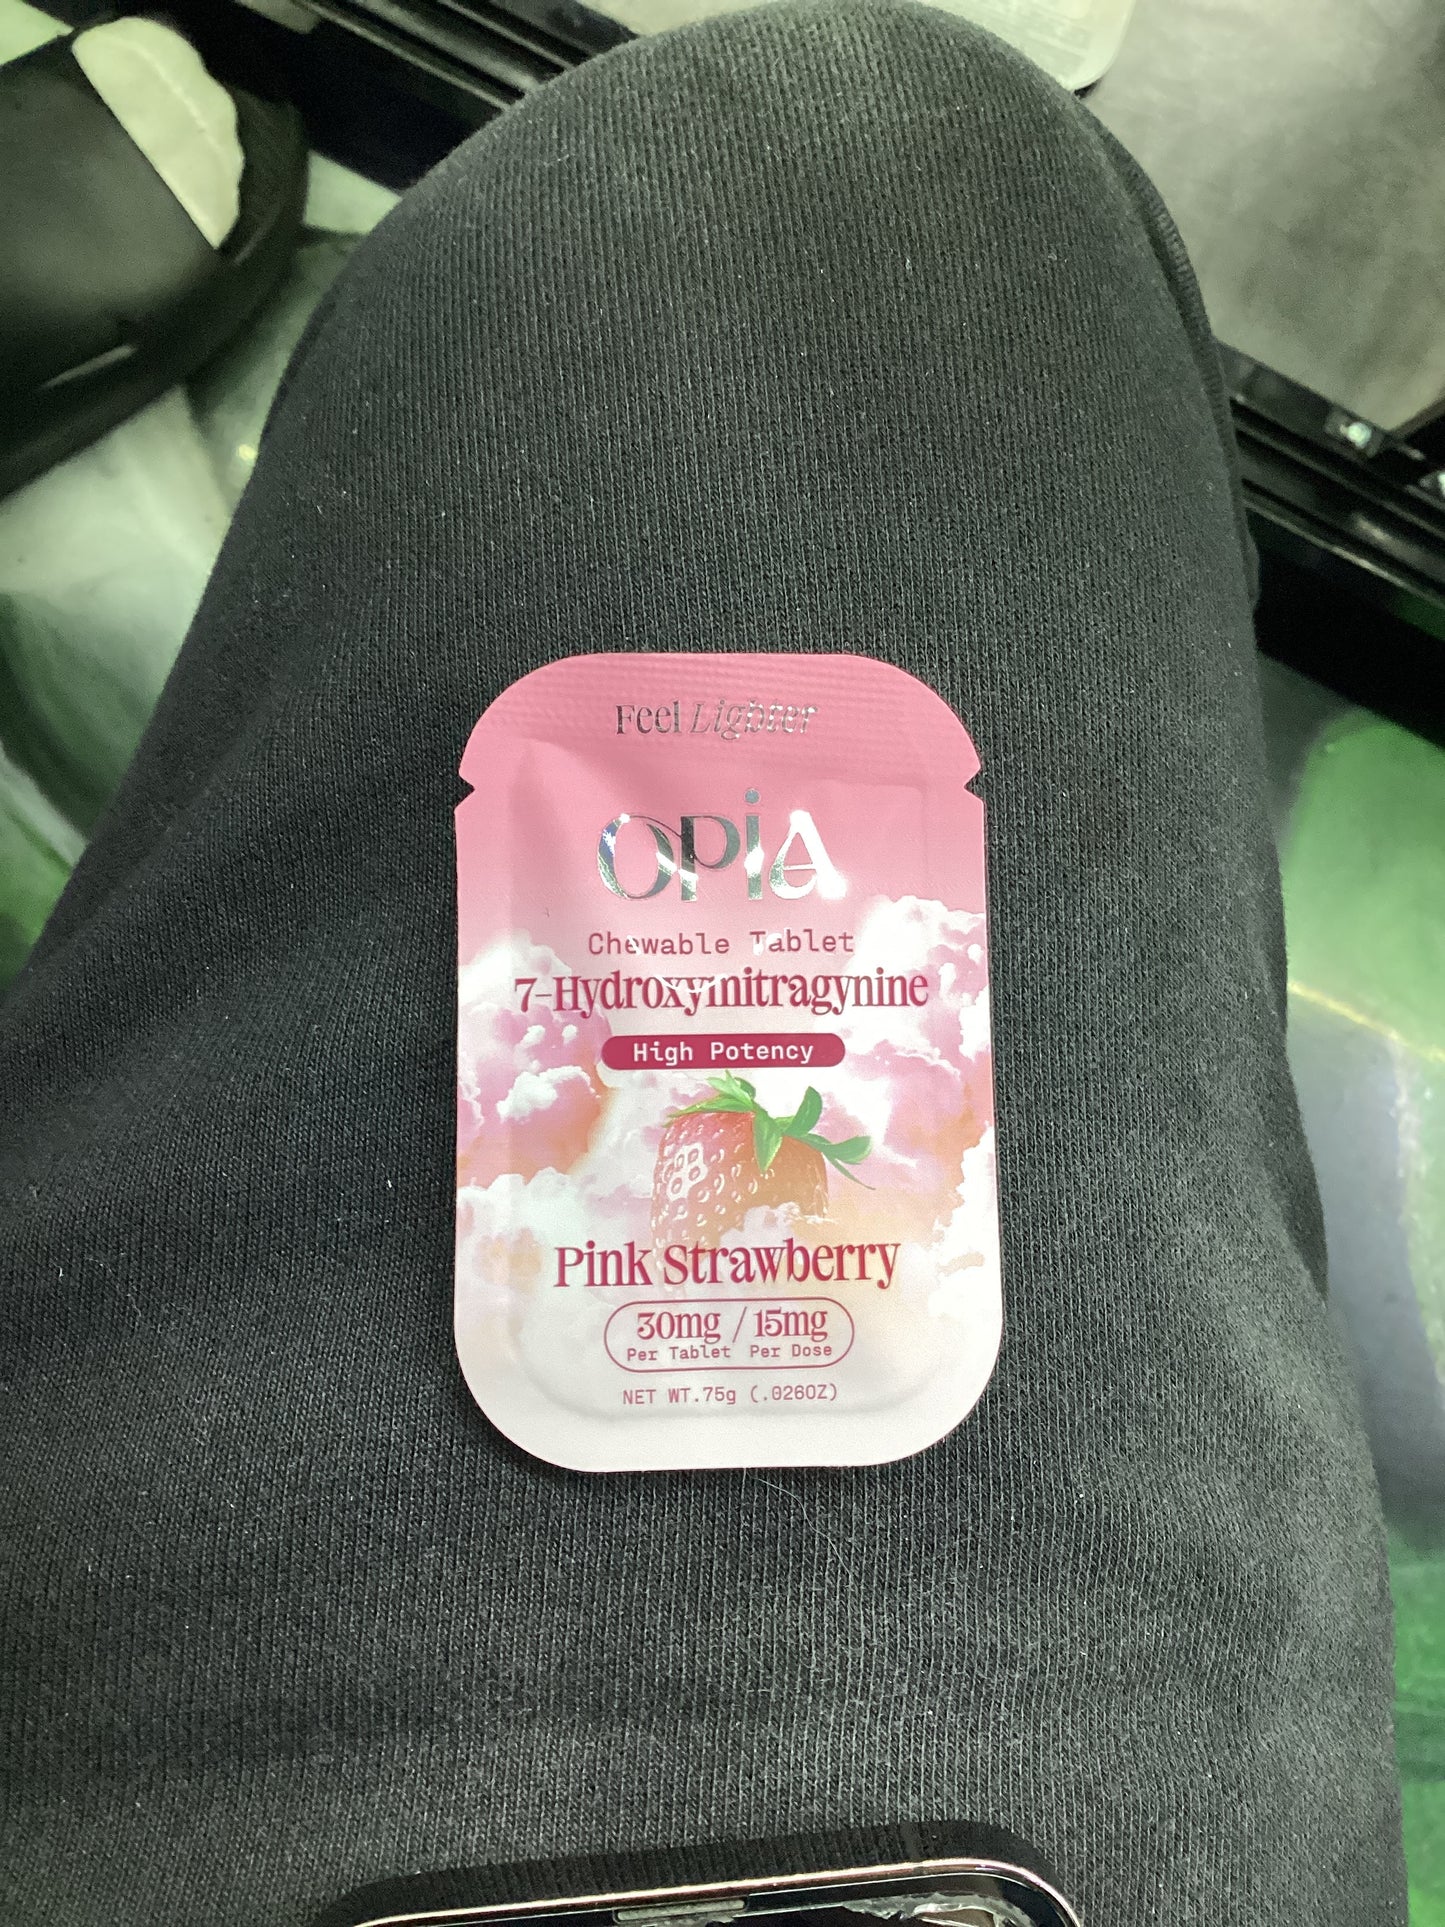 Feel Lighter
OPiA
Chewable Tablet
7-Hydroxymitragynine
High Potency
Pink Strawberry
30mg / 15mg
Per Tablet Per Dose
NET WT.75g (.026OZ)